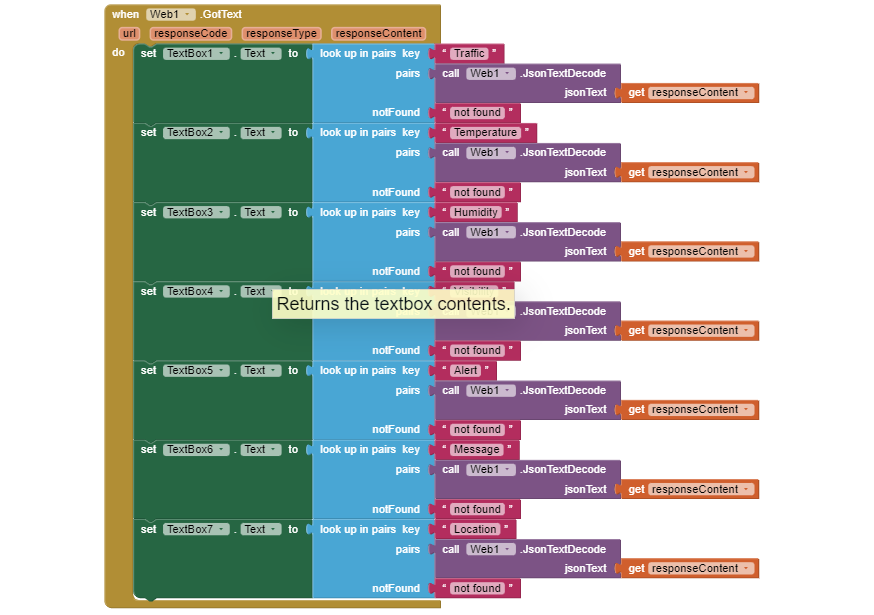 when Web1 .GotText
url responseCode responseType responseContent
do set TextBox1 . Text to look up in pairs key “ Traffic ”
pairs call Web1 .JsonTextDecode
jsonText get responseContent
notFound “ not found ”
set TextBox2 . Text to look up in pairs key “ Temperature ”
pairs call Web1 .JsonTextDecode
jsonText get responseContent
notFound “ not found ”
set TextBox3 . Text to look up in pairs key “ Humidity ”
pairs call Web1 .JsonTextDecode
jsonText get responseContent
notFound “ not found ”
set TextBox4 . Text to look up in pairs key
Returns the textbox contents. .JsonTextDecode
jsonText get responseContent
notFound “ not found ”
set TextBox5 . Text to look up in pairs key “ Alert ”
pairs call Web1 .JsonTextDecode
jsonText get responseContent
notFound “ not found ”
set TextBox6 . Text to look up in pairs key “ Message ”
pairs call Web1 .JsonTextDecode
jsonText get responseContent
notFound “ not found ”
set TextBox7 . Text to look up in pairs key “ Location ”
pairs call Web1 .JsonTextDecode
jsonText get responseContent
notFound “ not found ”